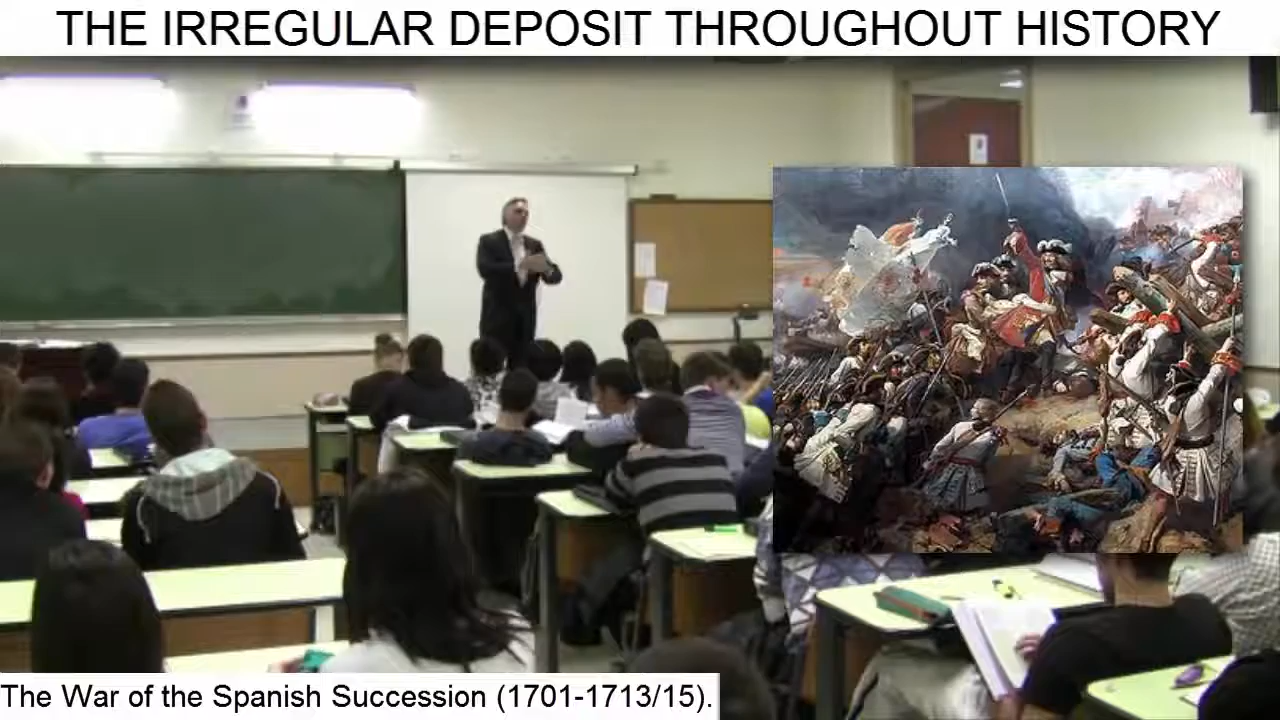 THE IRREGULAR DEPOSIT THROUGHOUT HISTORY
The War of the Spanish Succession (1701-1713/15).